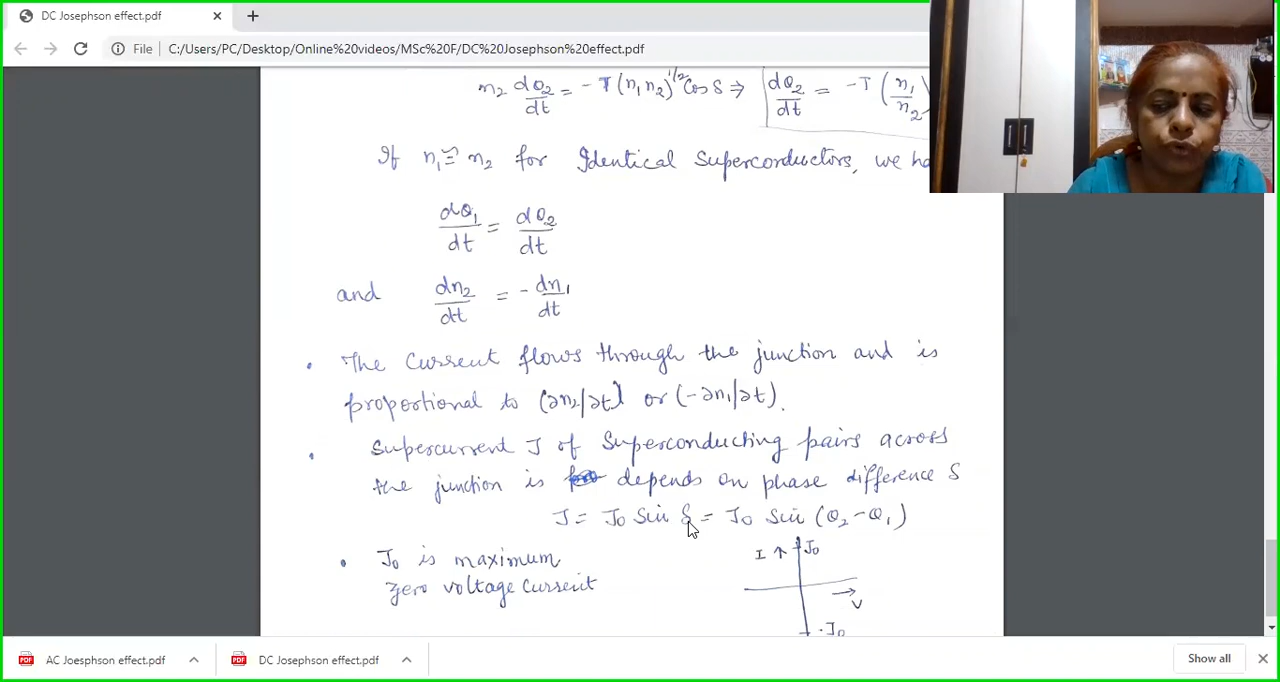 DC Josephson effect.pdf
File C:/Users/PC/Desktop/Online%20videos/MSc%20F/DC%20Josephson%20effect.pdf
n₂ dθ₂/dt = - T (n₁ n₂)^1/2 Cos δ ⇒ dθ₂/dt = - T (n₁/n₂)
If n₁ ≅ n₂ for Identical Superconductors, we ha
dθ₁/dt = dθ₂/dt
and dn₂/dt = - dn₁/dt
• The current flows through the junction and is
proportional to (∂n₂/∂t) or (-∂n₁/∂t).
• Supercurrent J of Superconducting pairs across
the junction is depends on phase difference δ
J = J₀ Sin δ = J₀ Sin (θ₂ - θ₁)
• J₀ is maximum
zero voltage current
I ↑ J₀
V
-J₀
AC Joesphson effect.pdf
DC Josephson effect.pdf
Show all